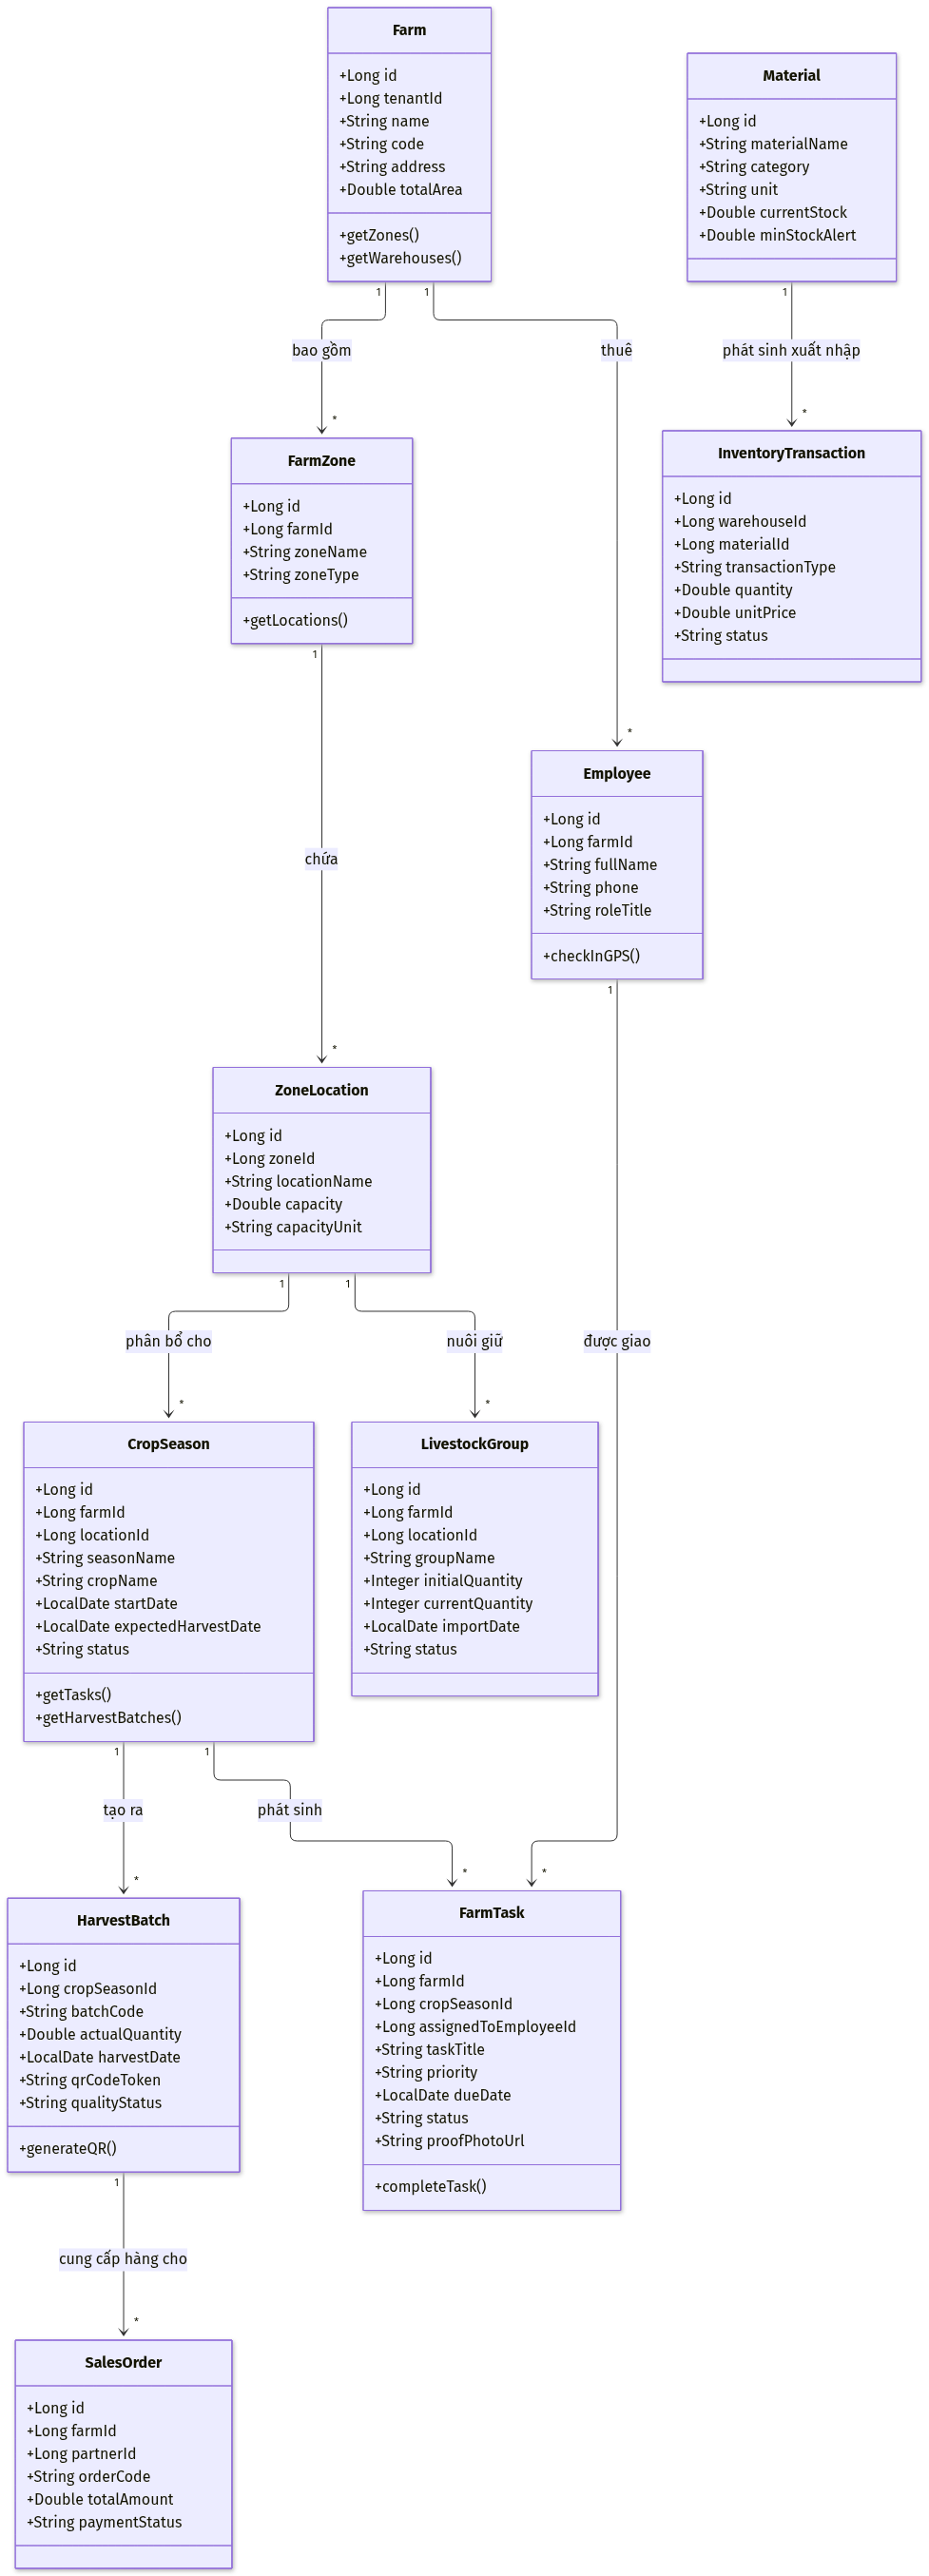 Farm
+Long id
+Long tenantId
+String name
+String code
+String address
+Double totalArea
+getZones()
+getWarehouses()
Material
+Long id
+String materialName
+String category
+String unit
+Double currentStock
+Double minStockAlert
1
1
1
bao gồm
thuê
phát sinh xuất nhập
*
*
FarmZone
+Long id
+Long farmId
+String zoneName
+String zoneType
+getLocations()
InventoryTransaction
+Long id
+Long warehouseId
+Long materialId
+String transactionType
+Double quantity
+Double unitPrice
+String status
1
*
Employee
+Long id
+Long farmId
+String fullName
+String phone
+String roleTitle
+checkInGPS()
chứa
1
*
ZoneLocation
+Long id
+Long zoneId
+String locationName
+Double capacity
+String capacityUnit
1
1
phân bổ cho
nuôi giữ
được giao
*
*
CropSeason
+Long id
+Long farmId
+Long locationId
+String seasonName
+String cropName
+LocalDate startDate
+LocalDate expectedHarvestDate
+String status
+getTasks()
+getHarvestBatches()
LivestockGroup
+Long id
+Long farmId
+Long locationId
+String groupName
+Integer initialQuantity
+Integer currentQuantity
+LocalDate importDate
+String status
1
1
tạo ra
phát sinh
*
*
*
HarvestBatch
+Long id
+Long cropSeasonId
+String batchCode
+Double actualQuantity
+LocalDate harvestDate
+String qrCodeToken
+String qualityStatus
+generateQR()
FarmTask
+Long id
+Long farmId
+Long cropSeasonId
+Long assignedToEmployeeId
+String taskTitle
+String priority
+LocalDate dueDate
+String status
+String proofPhotoUrl
+completeTask()
1
cung cấp hàng cho
*
SalesOrder
+Long id
+Long farmId
+Long partnerId
+String orderCode
+Double totalAmount
+String paymentStatus